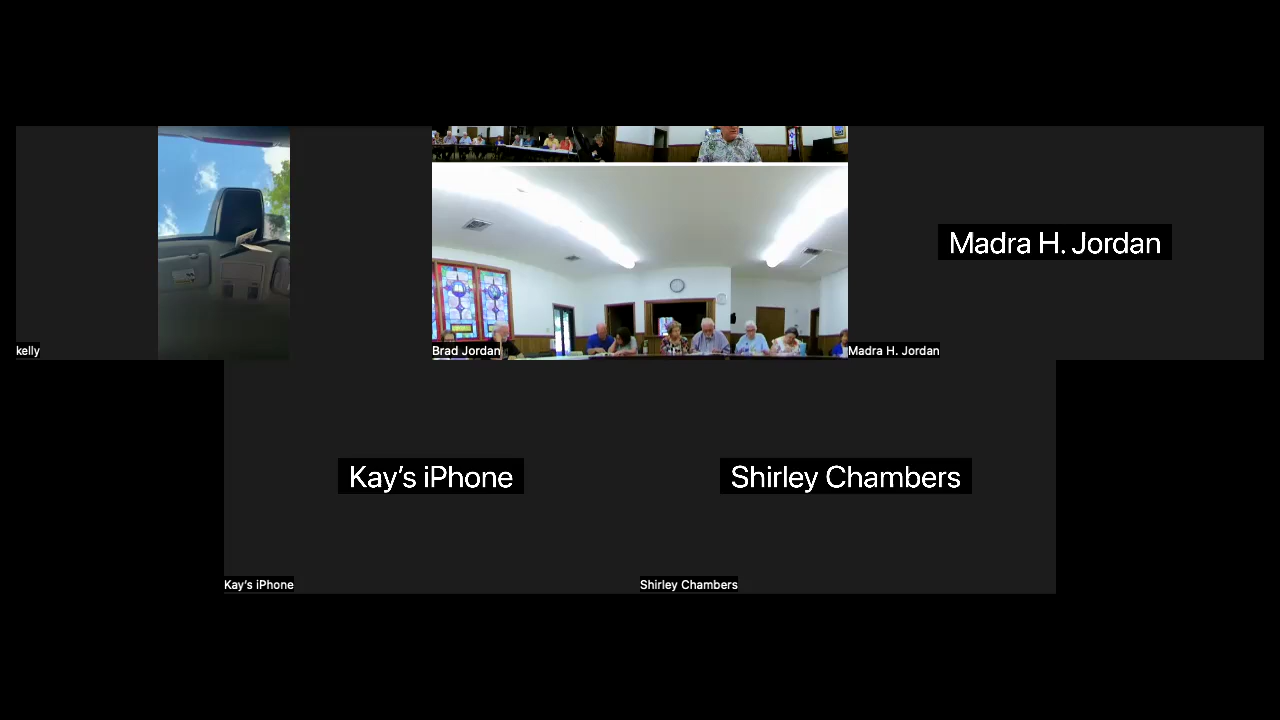 Madra H. Jordan
kelly
Brad Jordan
Madra H. Jordan
Kay’s iPhone
Shirley Chambers
Kay’s iPhone
Shirley Chambers